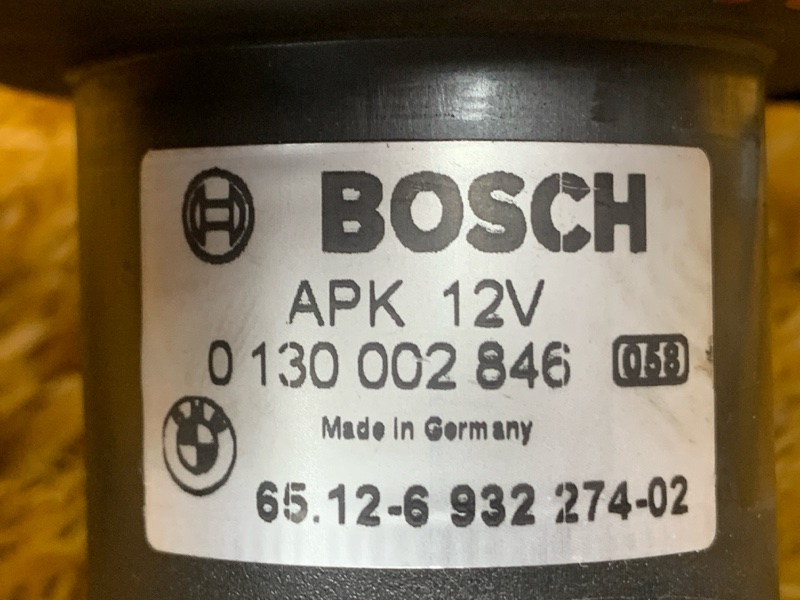 BOSCH
APK 12V
0 130 002 846 058
Made in Germany
65.12-6 932 274-02